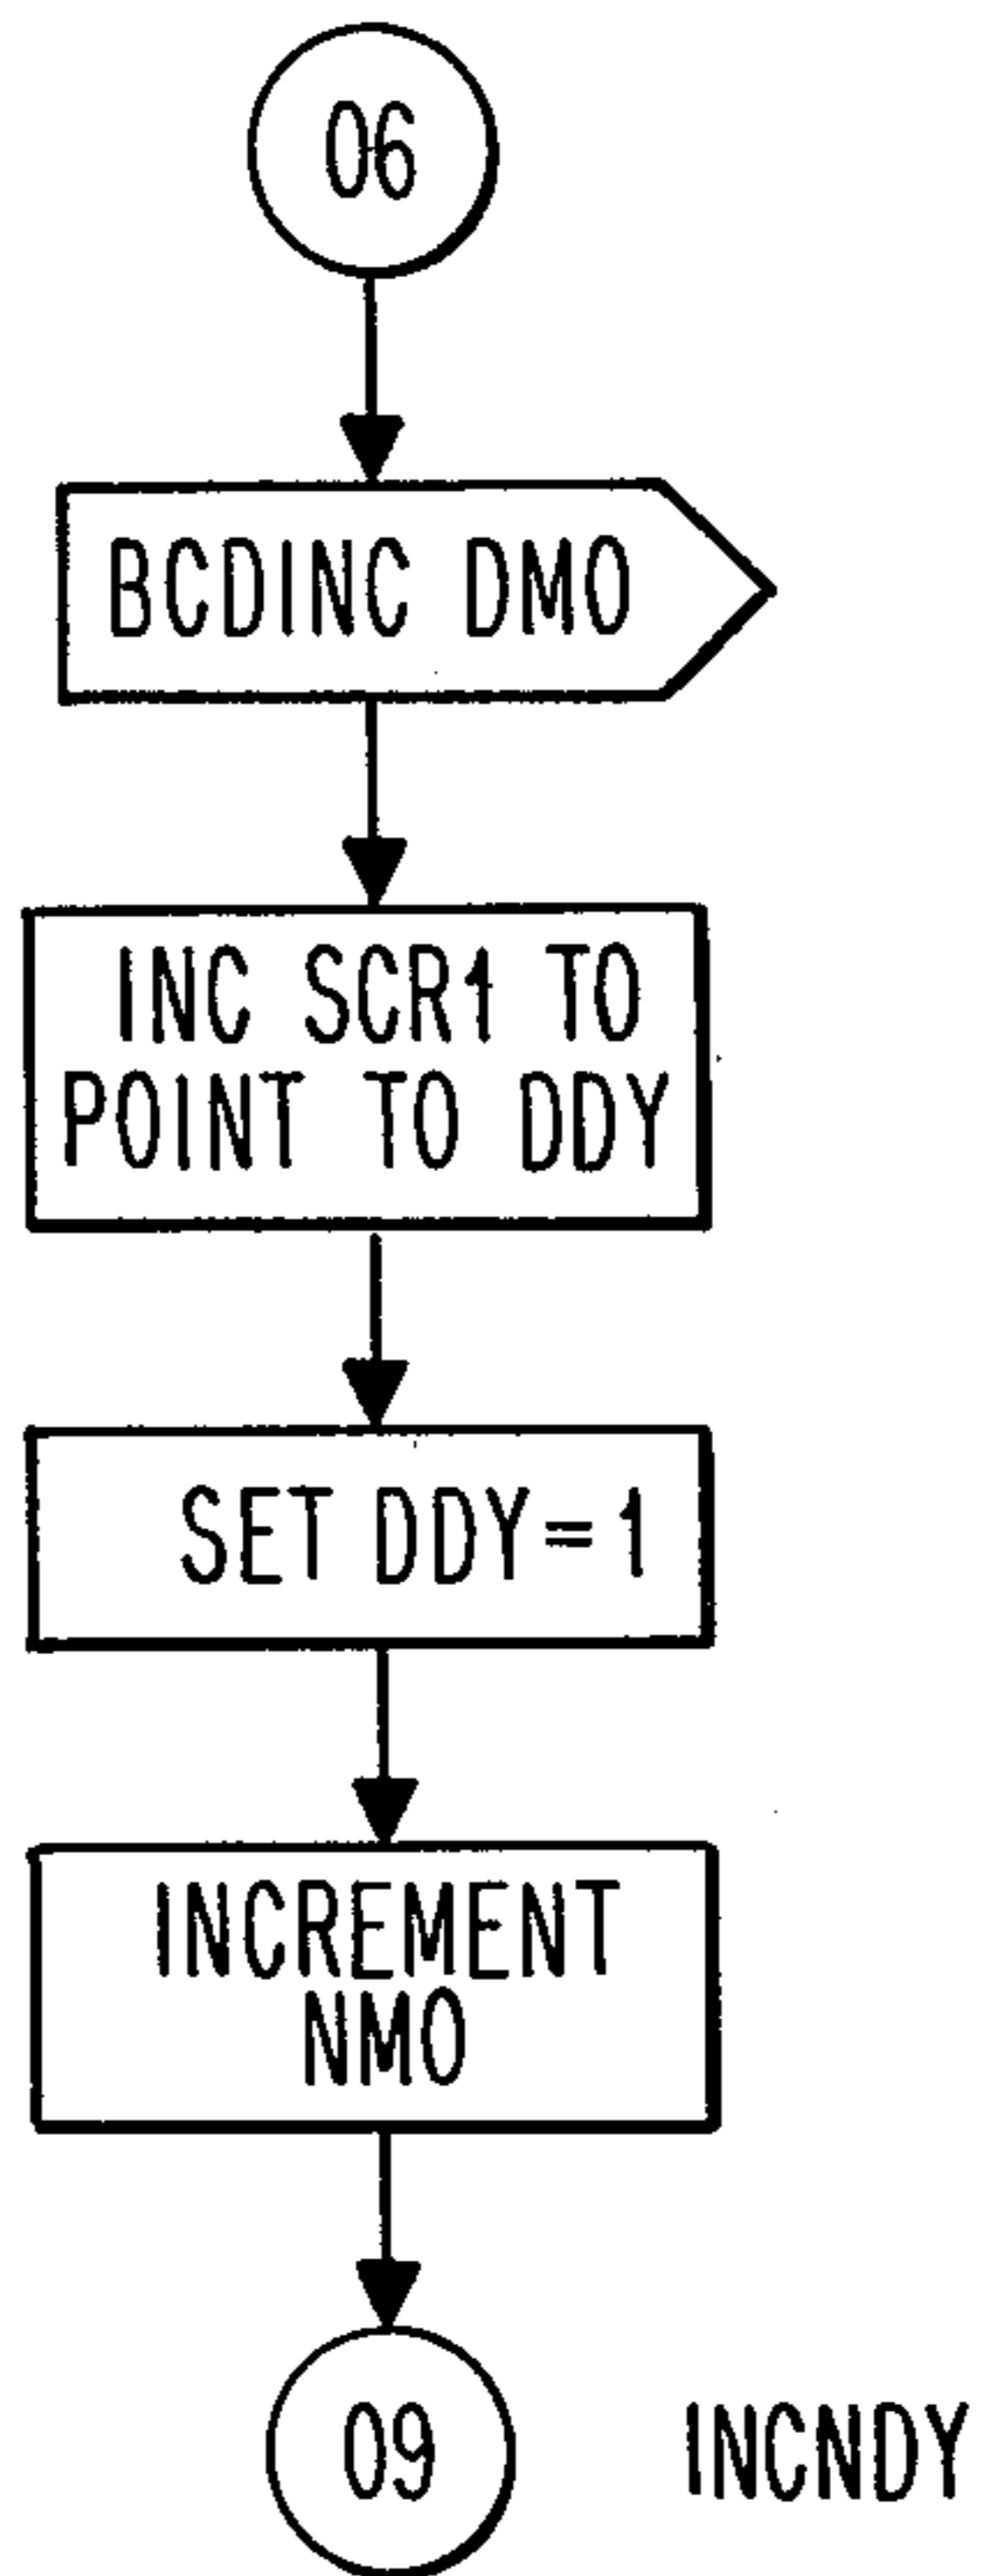 06
BCDINC DMO
INC SCR1 TO
POINT TO DDY
SET DDY=1
INCREMENT
NMO
09 INCNDY